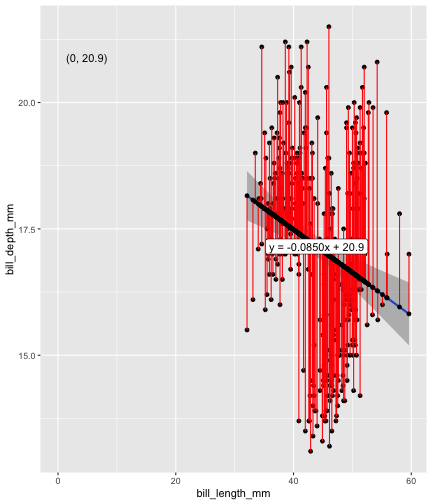 (0, 20.9)
20.0
17.5
y = -0.0850x + 20.9
15.0
bill_depth_mm
0
20
40
60
bill_length_mm